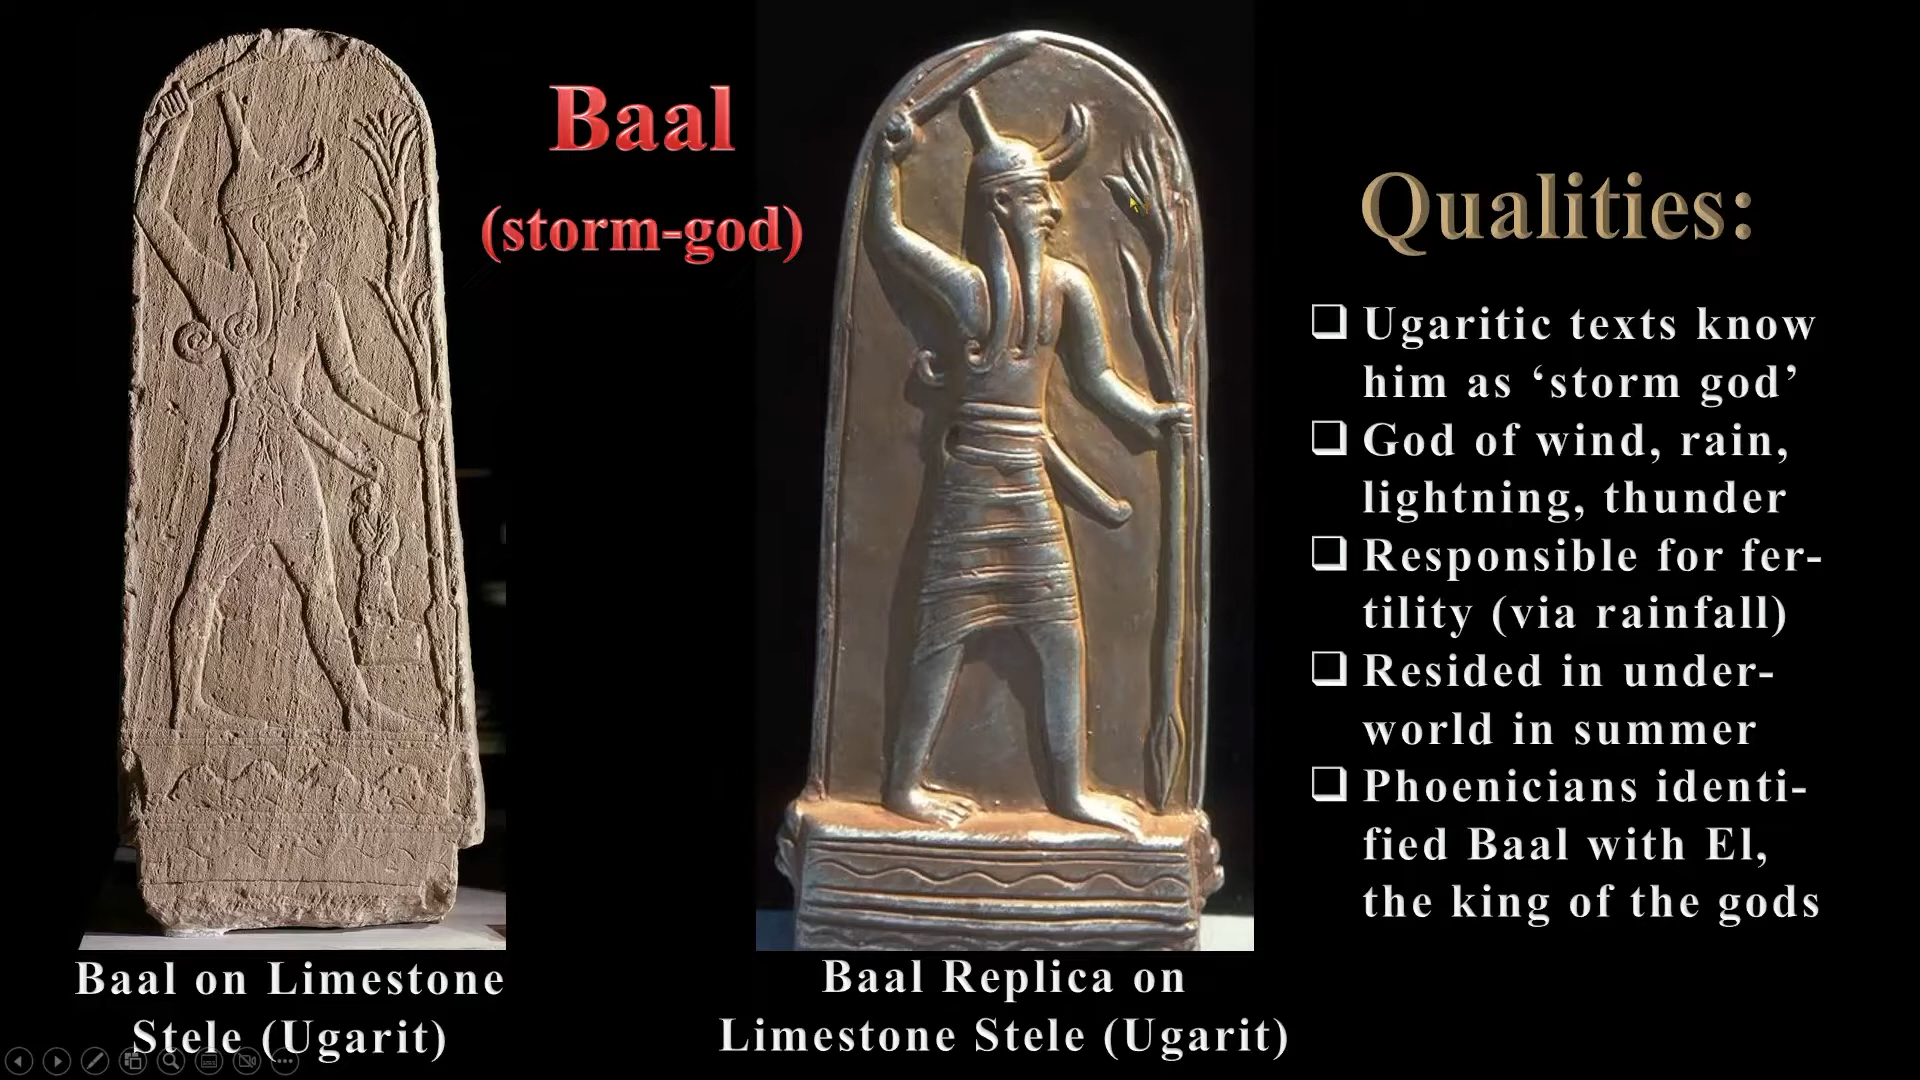 Baal
(storm-god)
Qualities:
❑ Ugaritic texts know
him as ‘storm god’
❑ God of wind, rain,
lightning, thunder
❑ Responsible for fer-
tility (via rainfall)
❑ Resided in under-
world in summer
❑ Phoenicians identi-
fied Baal with El,
the king of the gods
Baal on Limestone
Stele (Ugarit)
Baal Replica on
Limestone Stele (Ugarit)